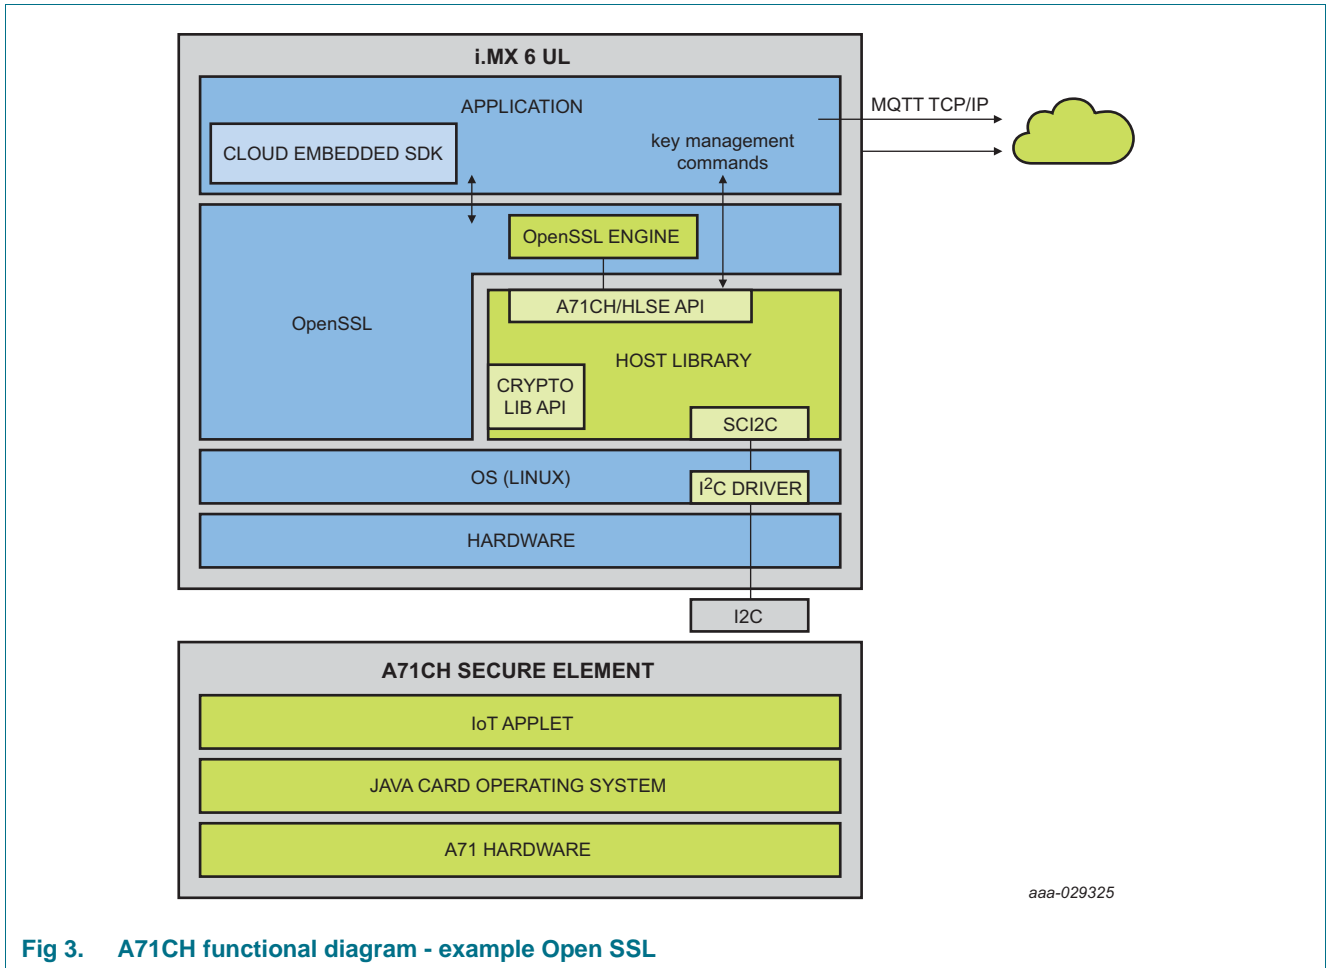 i.MX 6 UL
APPLICATION
MQTT TCP/IP
CLOUD EMBEDDED SDK
key management
commands
OpenSSL ENGINE
A71CH/HLSE API
OpenSSL
HOST LIBRARY
CRYPTO
LIB API
SCI2C
OS (LINUX)
I²C DRIVER
HARDWARE
I2C
A71CH SECURE ELEMENT
IoT APPLET
JAVA CARD OPERATING SYSTEM
A71 HARDWARE
aaa-029325
Fig 3. A71CH functional diagram - example Open SSL